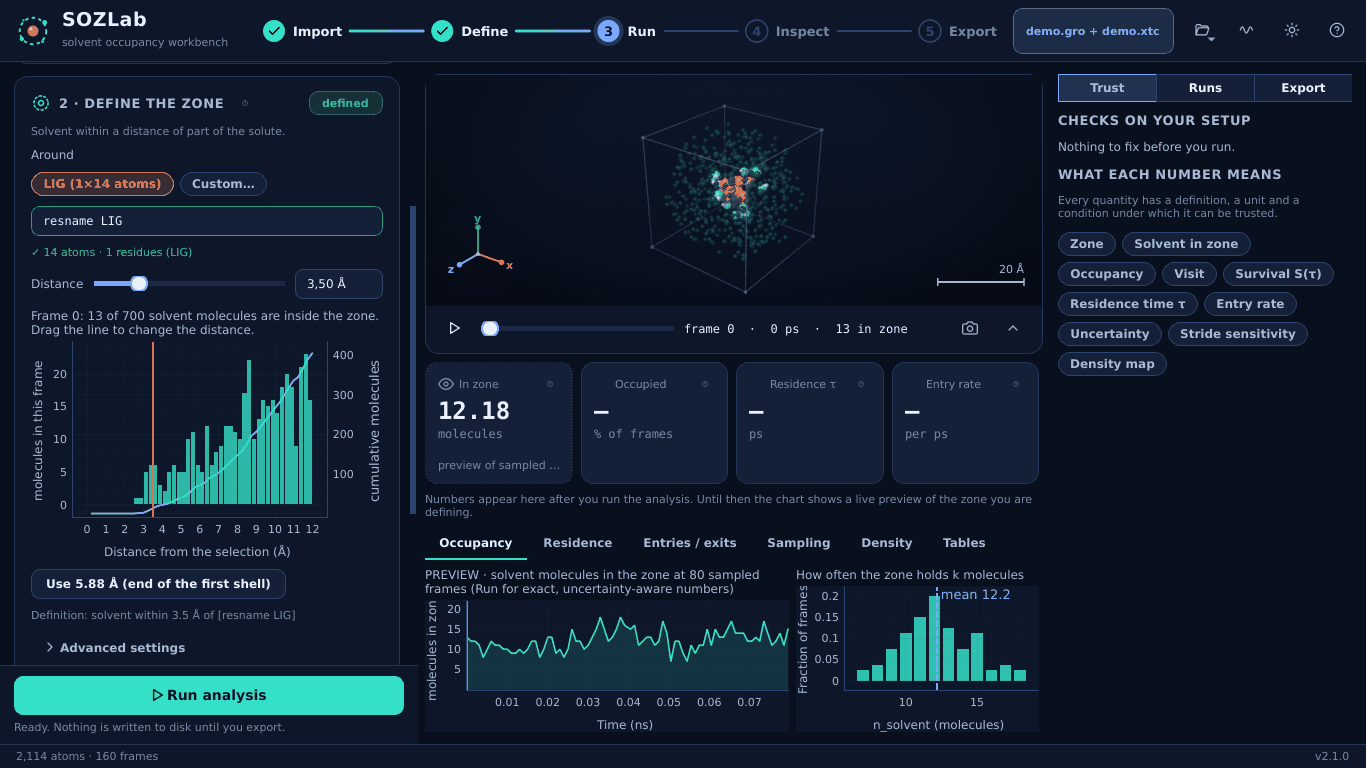 SOZLab
solvent occupancy workbench
Import
Define
3 Run
4 Inspect
5 Export
demo.gro + demo.xtc
2 · DEFINE THE ZONE
defined
Solvent within a distance of part of the solute.
Around
LIG (1×14 atoms)
Custom…
resname LIG
✓ 14 atoms · 1 residues (LIG)
Distance
3,50 Å
Frame 0: 13 of 700 solvent molecules are inside the zone.
Drag the line to change the distance.
molecules in this frame
20
15
10
5
0
400
300
200
100
cumulative molecules
0 1 2 3 4 5 6 7 8 9 10 11 12
Distance from the selection (Å)
Use 5.88 Å (end of the first shell)
Definition: solvent within 3.5 Å of [resname LIG]
Advanced settings
Run analysis
Ready. Nothing is written to disk until you export.
2,114 atoms · 160 frames
y
z
x
20 Å
frame 0 · 0 ps · 13 in zone
In zone
12.18
molecules
preview of sampled …
Occupied
—
% of frames
Residence τ
—
ps
Entry rate
—
per ps
Numbers appear here after you run the analysis. Until then the chart shows a live preview of the zone you are
defining.
Occupancy
Residence
Entries / exits
Sampling
Density
Tables
PREVIEW · solvent molecules in the zone at 80 sampled
frames (Run for exact, uncertainty-aware numbers)
molecules in zon
20
15
10
5
0.01 0.02 0.03 0.04 0.05 0.06 0.07
Time (ns)
How often the zone holds k molecules
Fraction of frames
0.2
0.15
0.1
0.05
0
mean 12.2
10 15
n_solvent (molecules)
Trust
Runs
Export
CHECKS ON YOUR SETUP
Nothing to fix before you run.
WHAT EACH NUMBER MEANS
Every quantity has a definition, a unit and a
condition under which it can be trusted.
Zone
Solvent in zone
Occupancy
Visit
Survival S(τ)
Residence time τ
Entry rate
Uncertainty
Stride sensitivity
Density map
v2.1.0